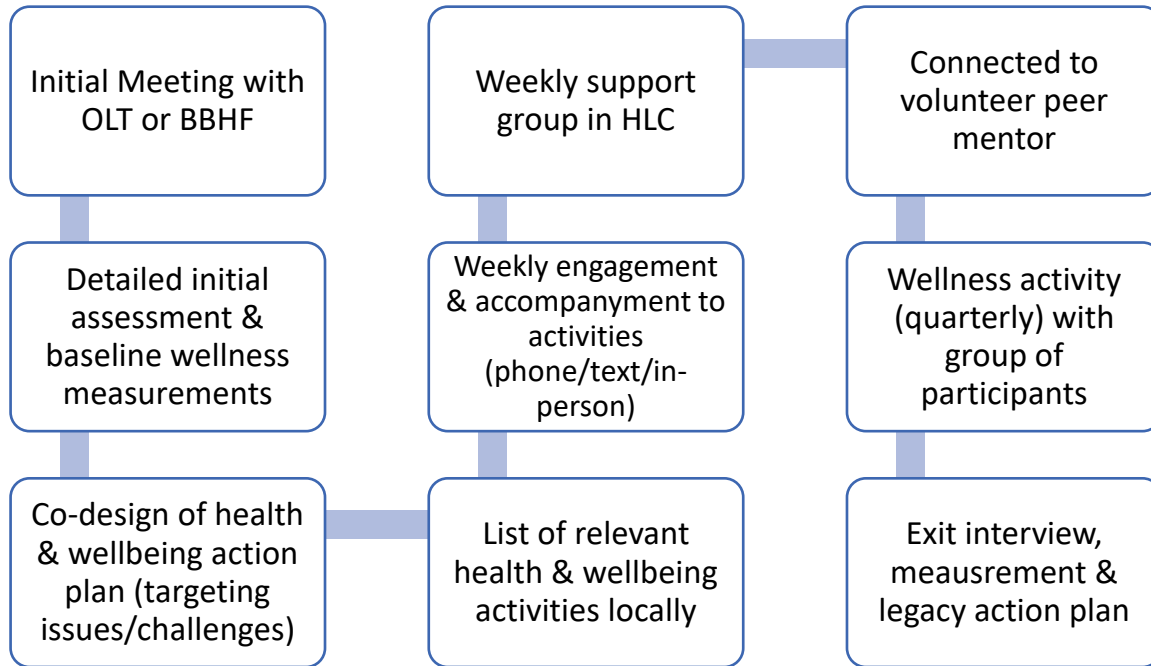 Initial Meeting with
OLT or BBHF
Detailed initial
assessment &
baseline wellness
measurements
Co-design of health
& wellbeing action
plan (targeting
issues/challenges)
List of relevant
health & wellbeing
activities locally
Weekly engagement
& accompanyment to
activities
(phone/text/in-
person)
Weekly support
group in HLC
Connected to
volunteer peer
mentor
Wellness activity
(quarterly) with
group of
participants
Exit interview,
meausrement &
legacy action plan